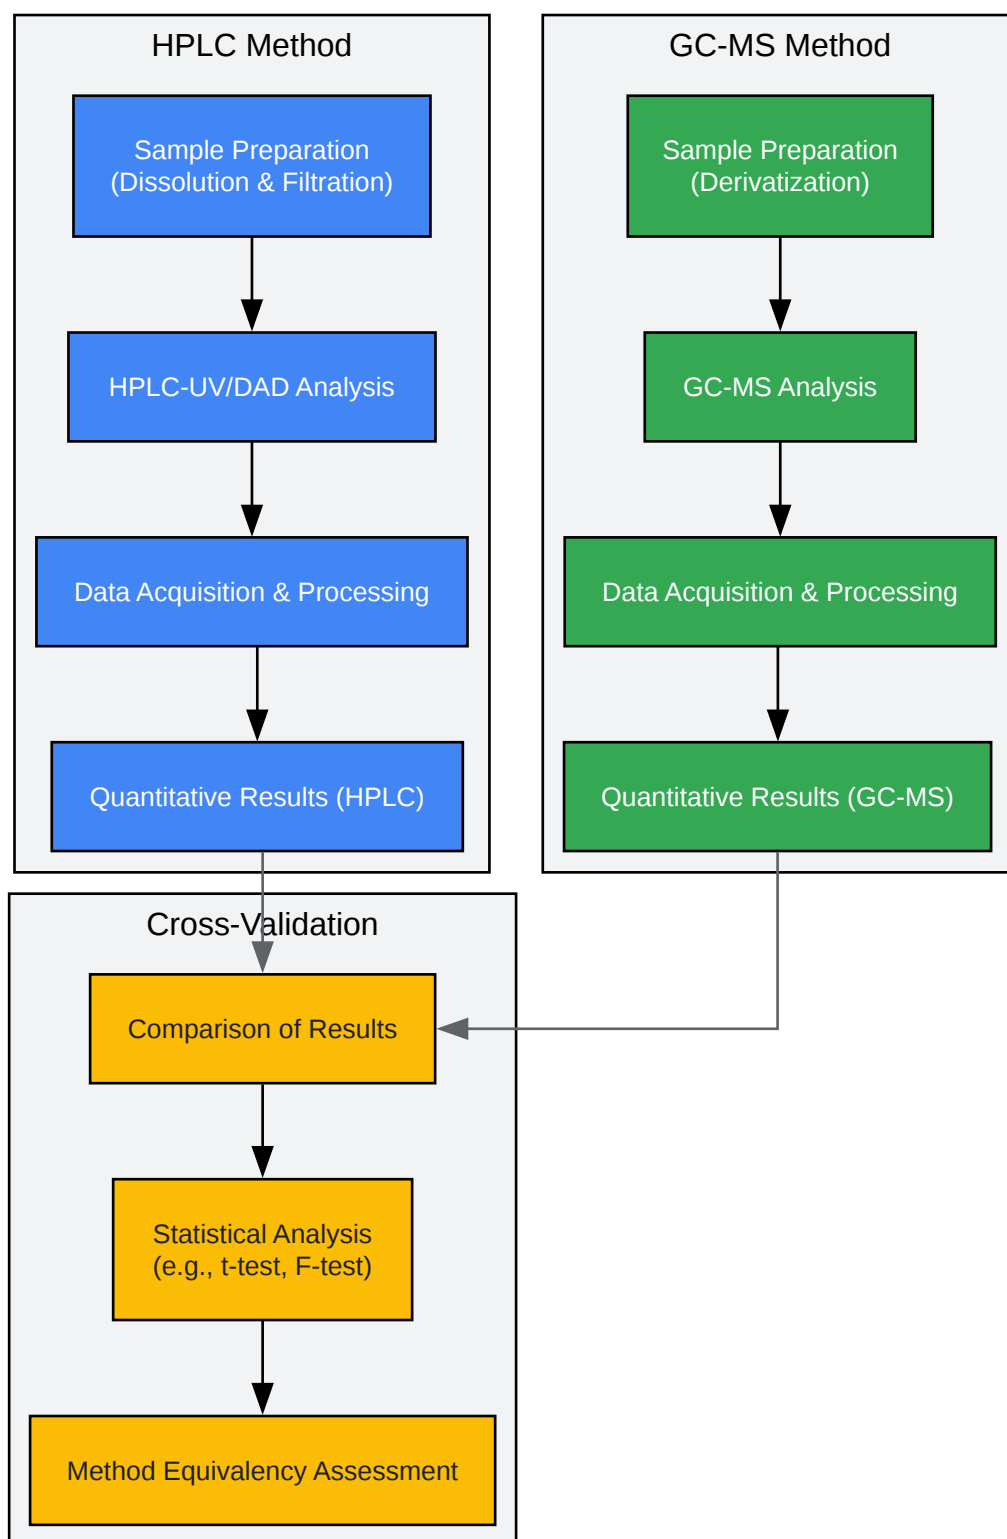 HPLC Method
Sample Preparation
(Dissolution & Filtration)
HPLC-UV/DAD Analysis
Data Acquisition & Processing
Quantitative Results (HPLC)
GC-MS Method
Sample Preparation
(Derivatization)
GC-MS Analysis
Data Acquisition & Processing
Quantitative Results (GC-MS)
Cross-Validation
Comparison of Results
Statistical Analysis
(e.g., t-test, F-test)
Method Equivalency Assessment